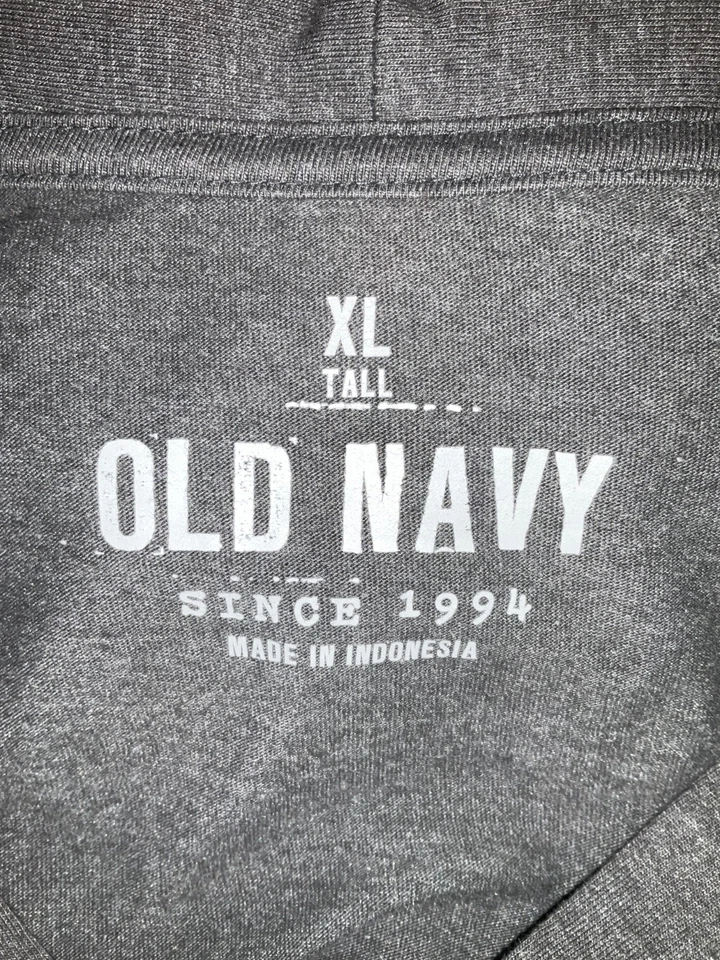 XL
TALL
OLD NAVY
SINCE 1994
MADE IN INDONESIA